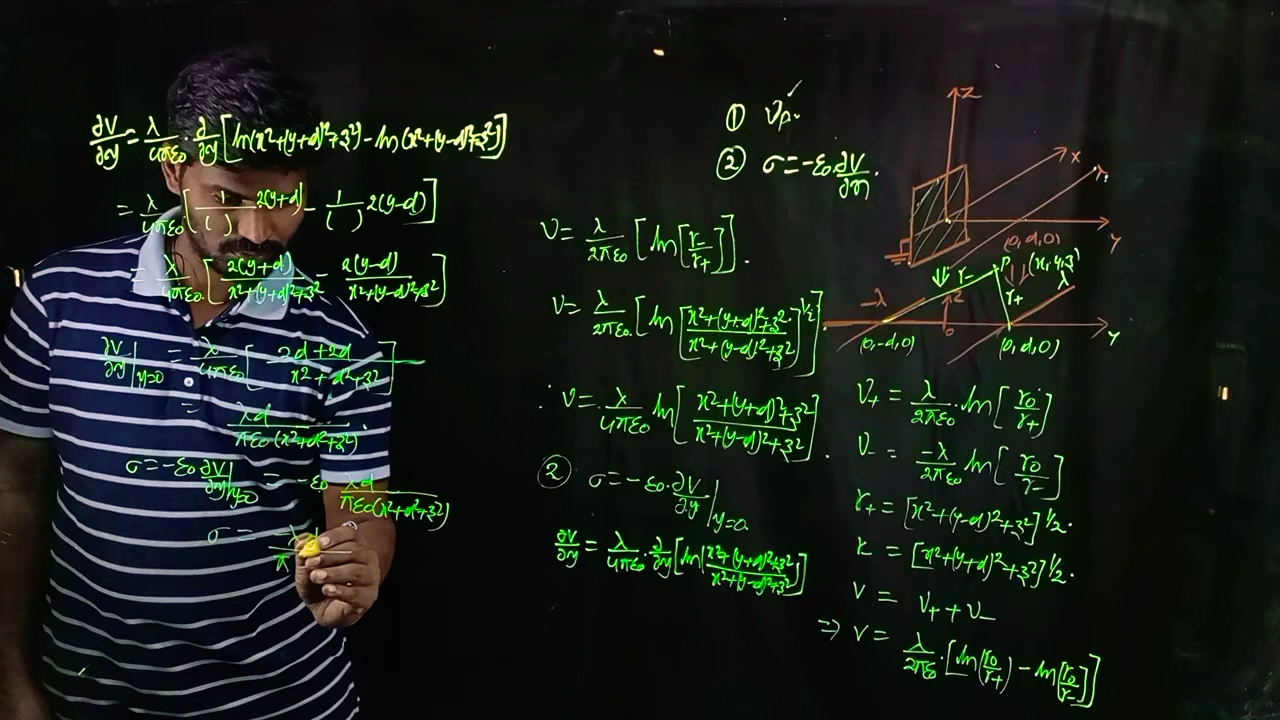 ∂V/∂y = λ/4πε₀ · ∂/∂y [ln(x²+(y+d)²+z²) - ln(x²+(y-d)²+z²)]
= λ/4πε₀ [1/( ) 2(y+d) - 1/( ) 2(y-d)]
= λ/4πε₀ [2(y+d)/x²+(y+d)²+z² - 2(y-d)/x²+(y-d)²+z²]
∂V/∂y |y=0 = λ/4πε₀ [2d+2d/x²+d²+z²]
= λd/πε₀(x²+d²+z²)
σ = -ε₀ ∂V/∂y |y=0 = -ε₀ λd/πε₀(x²+d²+z²)
σ =
① Vp.
② σ = -ε₀ ∂V/∂n.
V = λ/2πε₀ [ln[r-/r+]].
V = λ/2πε₀ [ln [x²+(y+d)²+z²/x²+(y-d)²+z²]^1/2]
∴ V = λ/4πε₀ ln [x²+(y+d)²+z²/x²+(y-d)²+z²].
② σ = -ε₀ · ∂V/∂y |y=0
∂V/∂y = λ/4πε₀ · ∂/∂y [ln(x²+(y+d)²+z²/x²+(y-d)²+z²)]
Z
X
Y
(0,d,0)
P (x,y,z)
r-
r+
-λ
λ
Z
0
Y
(0,-d,0)
(0,d,0)
V+ = λ/2πε₀ · ln [r₀/r+]
V- = -λ/2πε₀ ln [r₀/r-]
r+ = [x²+(y-d)²+z²]^1/2.
r- = [x²+(y+d)²+z²]^1/2.
V = V+ + V-
⇒ V = λ/2πε₀ · [ln(r₀/r+) - ln[r₀/r-]]